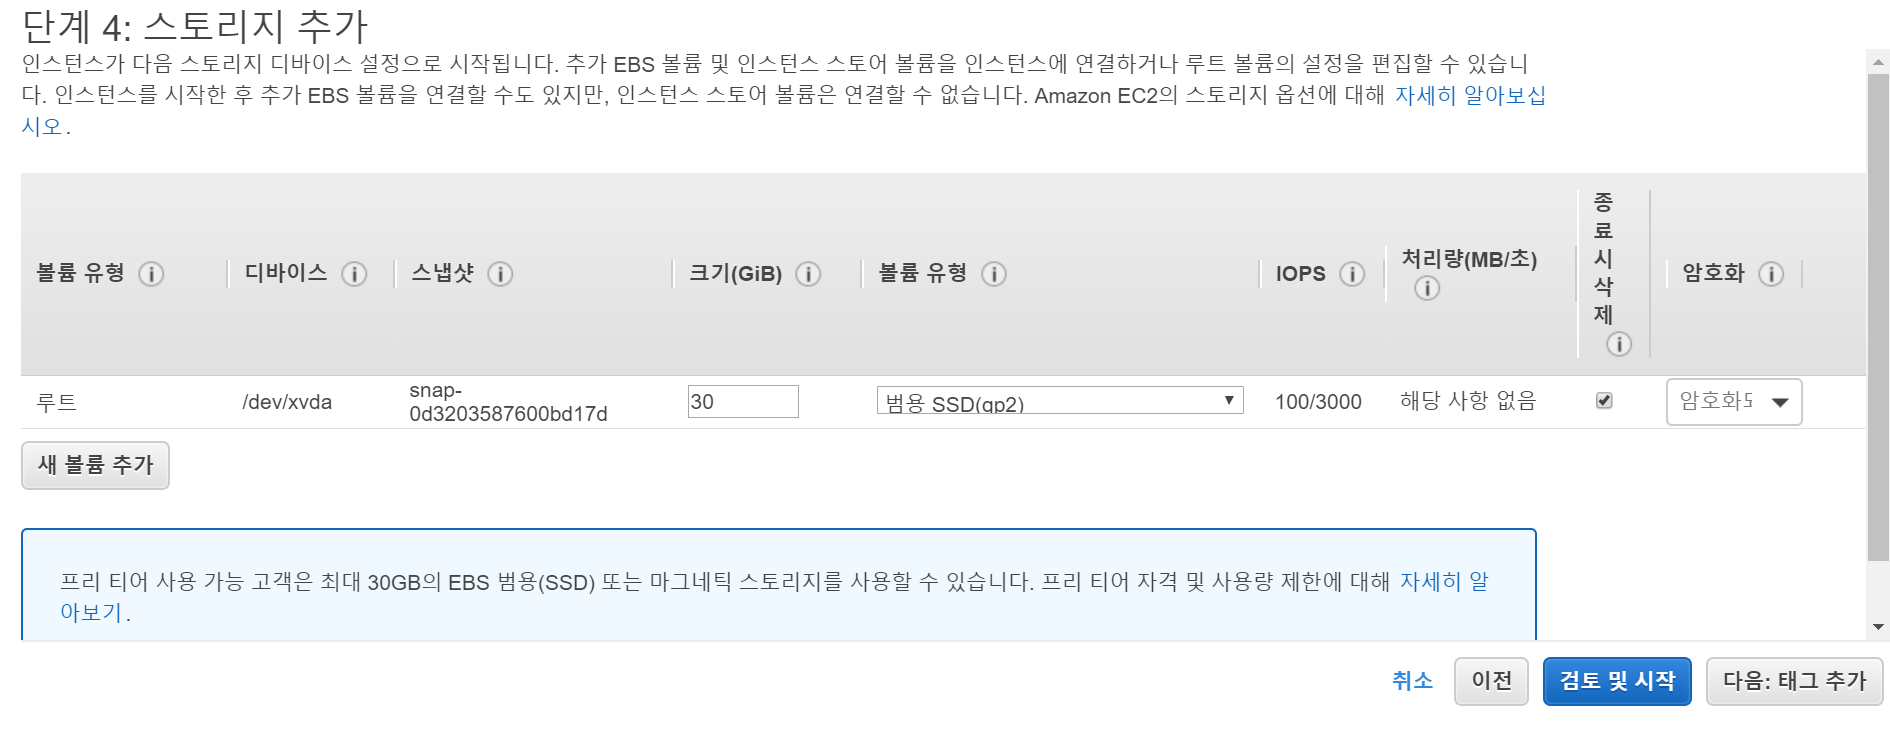 단계 4: 스토리지 추가
인스턴스가 다음 스토리지 디바이스 설정으로 시작됩니다. 추가 EBS 볼륨 및 인스턴스 스토어 볼륨을 인스턴스에 연결하거나 루트 볼륨의 설정을 편집할 수 있습니
다. 인스턴스를 시작한 후 추가 EBS 볼륨을 연결할 수도 있지만, 인스턴스 스토어 볼륨은 연결할 수 없습니다. Amazon EC2의 스토리지 옵션에 대해 자세히 알아보십
시오.
볼륨 유형 디바이스 스냅샷 크기(GiB) 볼륨 유형 IOPS 처리량(MB/초) 종료 시 삭제 암호화
루트 /dev/xvda snap-
0d3203587600bd17d 30 범용 SSD(gp2) 100/3000 해당 사항 없음 암호화되
새 볼륨 추가
프리 티어 사용 가능 고객은 최대 30GB의 EBS 범용(SSD) 또는 마그네틱 스토리지를 사용할 수 있습니다. 프리 티어 자격 및 사용량 제한에 대해 자세히 알
아보기.
취소 이전 검토 및 시작 다음: 태그 추가